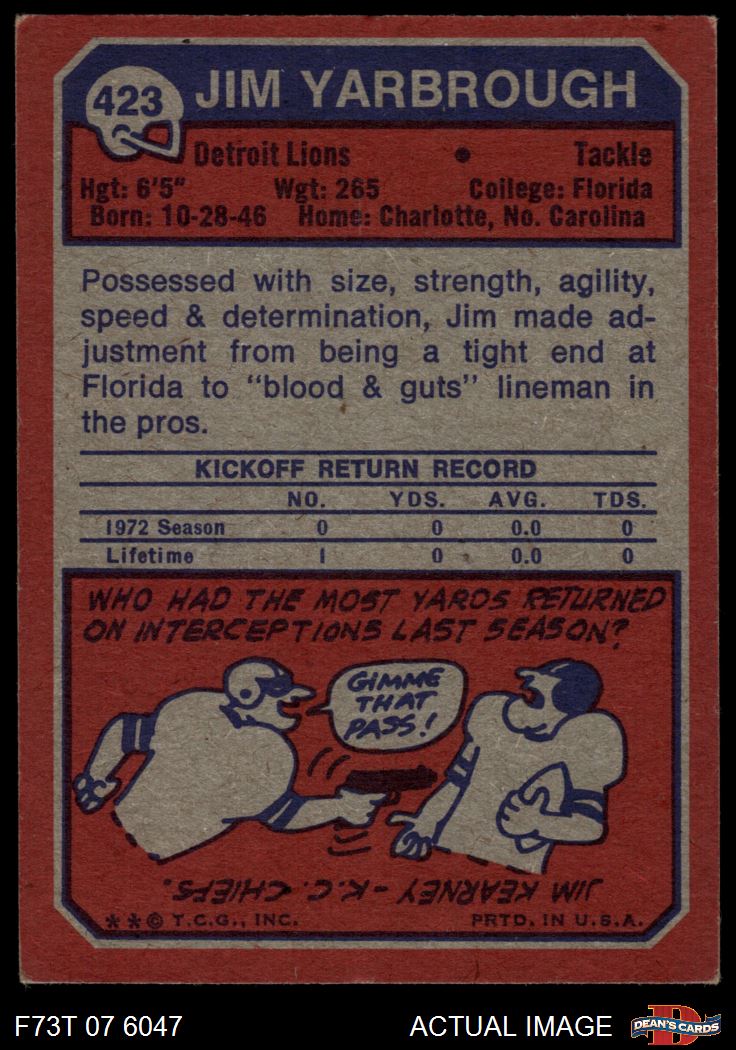 423
JIM YARBROUGH
Detroit Lions • Tackle
Hgt: 6'5" Wgt: 265 College: Florida
Born: 10-28-46 Home: Charlotte, No. Carolina
Possessed with size, strength, agility,
speed & determination, Jim made ad-
justment from being a tight end at
Florida to "blood & guts" lineman in
the pros.
KICKOFF RETURN RECORD
NO. YDS. AVG. TDS.
1972 Season 0 0 0.0 0
Lifetime 1 0 0.0 0
WHO HAD THE MOST YARDS RETURNED
ON INTERCEPTIONS LAST SEASON?
GIMME
THAT
PASS!
JIM KEARNEY - K.C. CHIEFS.
** © T.C.G., INC. PRTD. IN U.S.A.
F73T 07 6047 ACTUAL IMAGE
D
DEAN'S CARDS